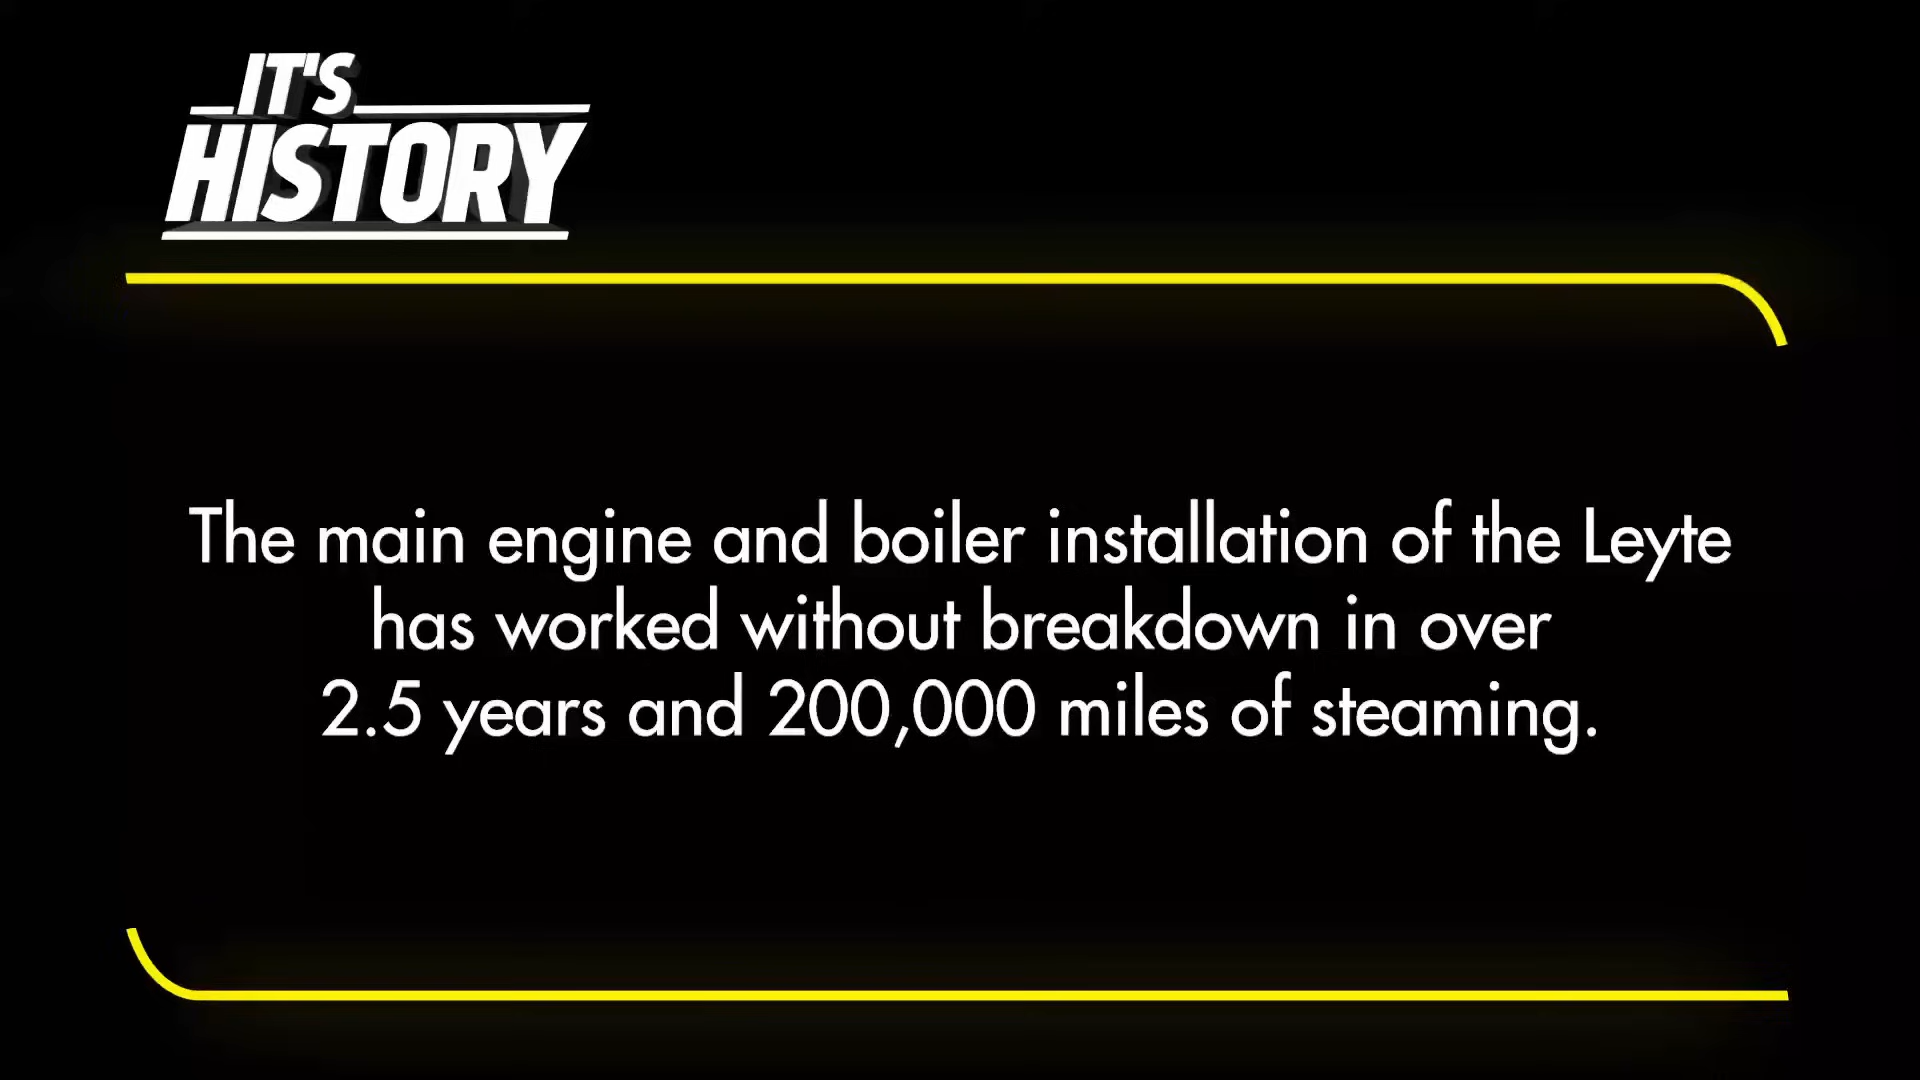 IT'S
HISTORY
The main engine and boiler installation of the Leyte
has worked without breakdown in over
2.5 years and 200,000 miles of steaming.